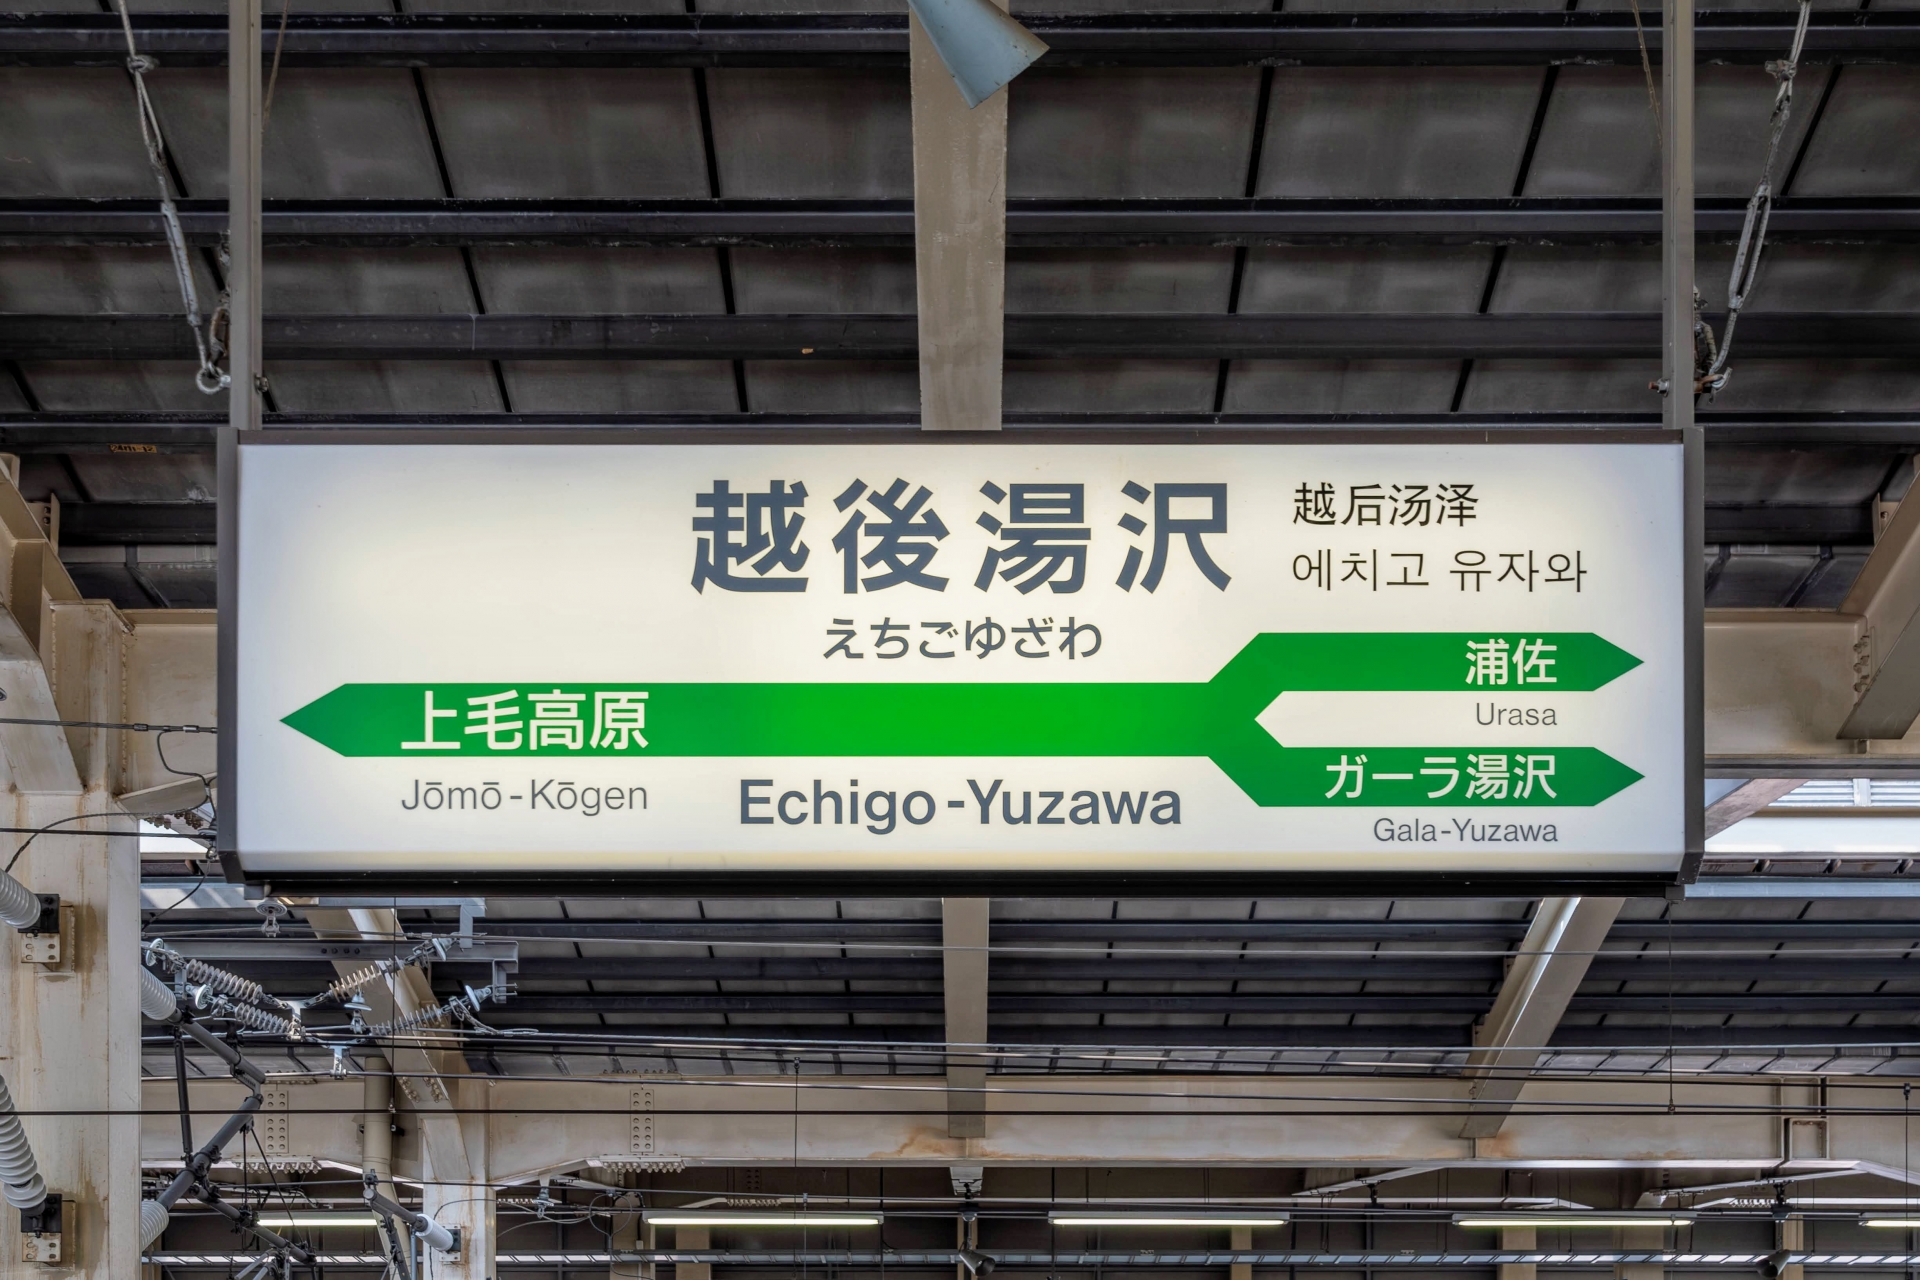 越後湯沢
越后汤泽
에치고 유자와
えちごゆざわ
上毛高原
Jōmō-Kōgen
Echigo-Yuzawa
浦佐
Urasa
ガーラ湯沢
Gala-Yuzawa